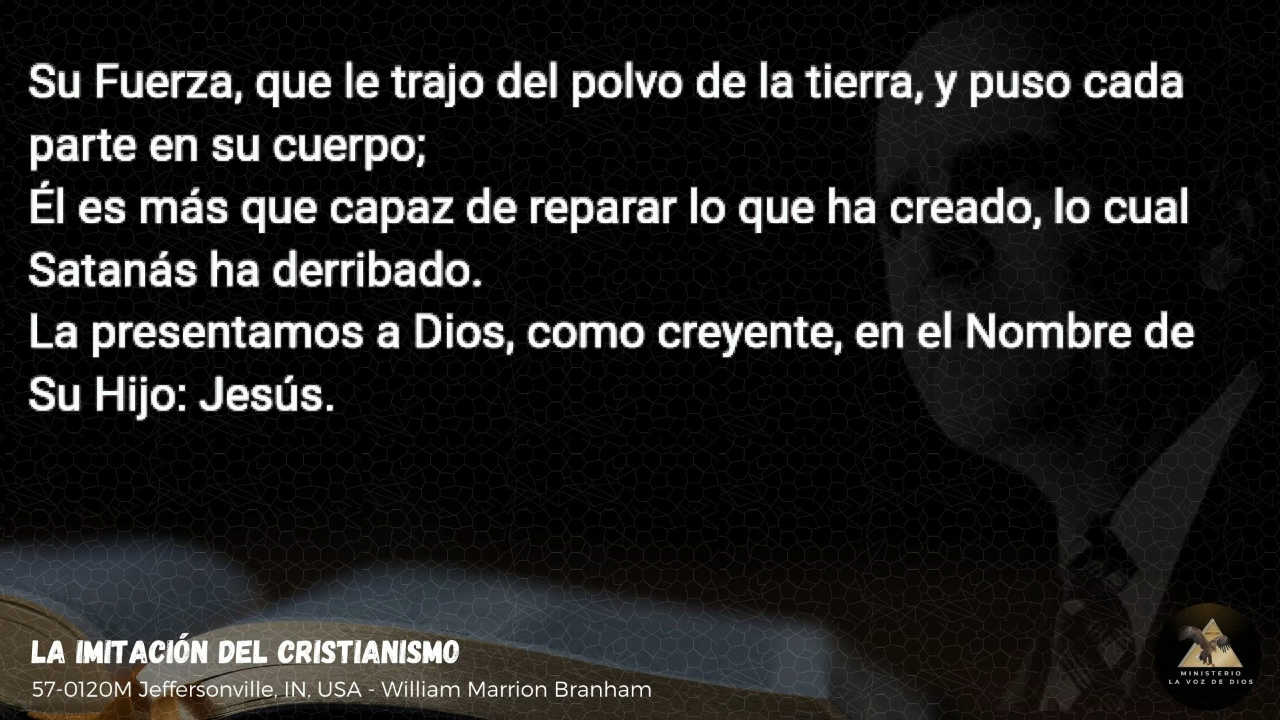 Su Fuerza, que le trajo del polvo de la tierra, y puso cada
parte en su cuerpo;
Él es más que capaz de reparar lo que ha creado, lo cual
Satanás ha derribado.
La presentamos a Dios, como creyente, en el Nombre de
Su Hijo: Jesús.
LA IMITACIÓN DEL CRISTIANISMO
57-0120M Jeffersonville, IN, USA - William Marrion Branham
MINISTERIO
LA VOZ DE DIOS